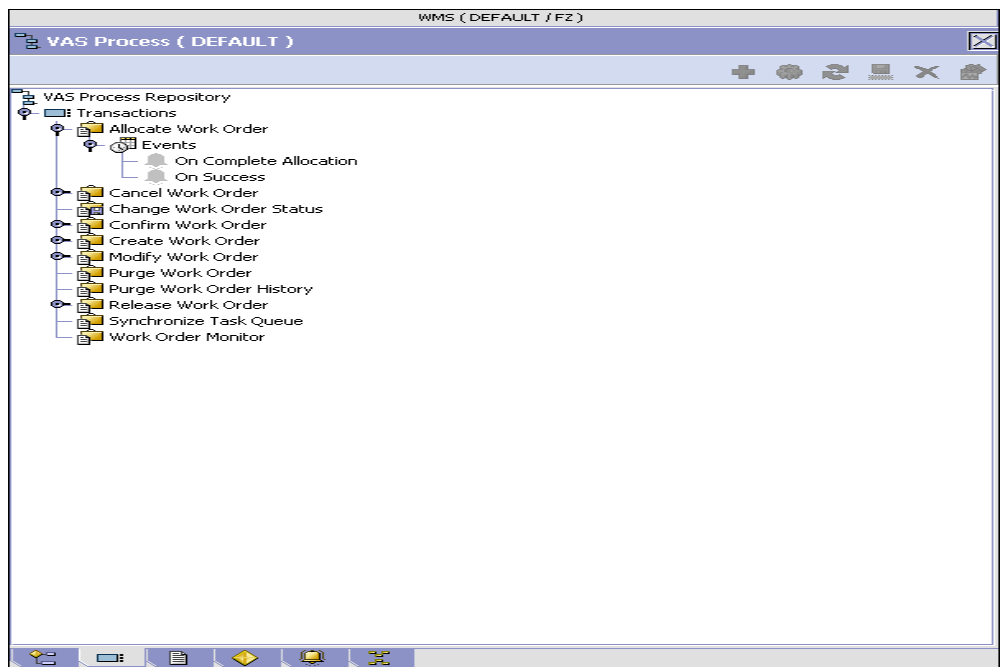 WMS ( DEFAULT / FZ )
VAS Process ( DEFAULT )
VAS Process Repository
Transactions
Allocate Work Order
Events
On Complete Allocation
On Success
Cancel Work Order
Change Work Order Status
Confirm Work Order
Create Work Order
Modify Work Order
Purge Work Order
Purge Work Order History
Release Work Order
Synchronize Task Queue
Work Order Monitor